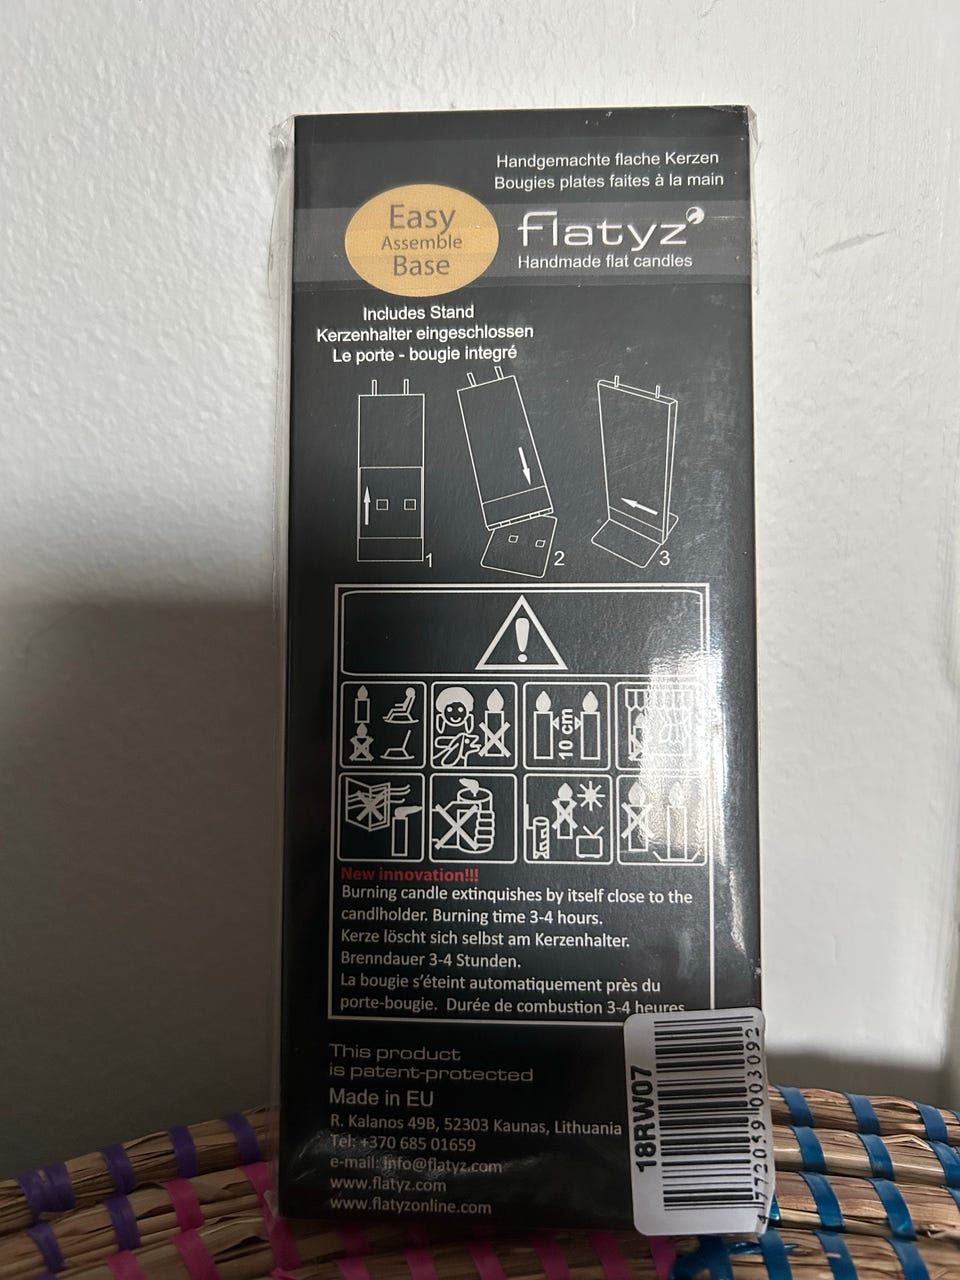 Handgemachte flache Kerzen
Bougies plates faites à la main
Easy
Assemble
Base
flatyz
Handmade flat candles
Includes Stand
Kerzenhalter eingeschlossen
Le porte - bougie integré
1
2
3
10 cm
New innovation!!!
Burning candle extinquishes by itself close to the
candlholder. Burning time 3-4 hours.
Kerze löscht sich selbst am Kerzenhalter.
Brenndauer 3-4 Stunden.
La bougie s'éteint automatiquement près du
porte-bougie. Durée de combustion 3-4 heures
This product
is patent-protected
Made in EU
R. Kalanos 49B, 52303 Kaunas, Lithuania
Tel: +370 685 01659
e-mail: info@flatyz.com
www.flatyz.com
www.flatyzonline.com
18RW07
4 772059 003092